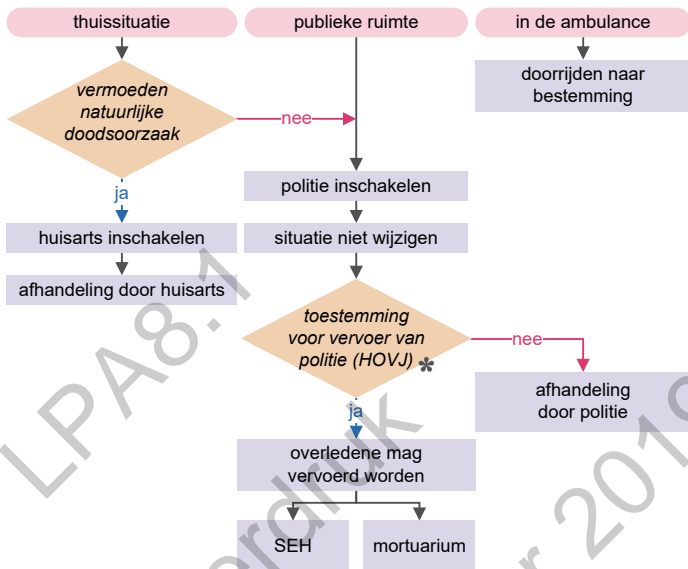 thuissituatie
publieke ruimte
in de ambulance
vermoeden
natuurlijke
doodsoorzaak
nee
doorrijden naar
bestemming
ja
politie inschakelen
huisarts inschakelen
situatie niet wijzigen
afhandeling door huisarts
toestemming
voor vervoer van
politie (HOVJ) *
nee
afhandeling
door politie
ja
overledene mag
vervoerd worden
SEH
mortuarium
LPA8.1
erdruk
r 2019